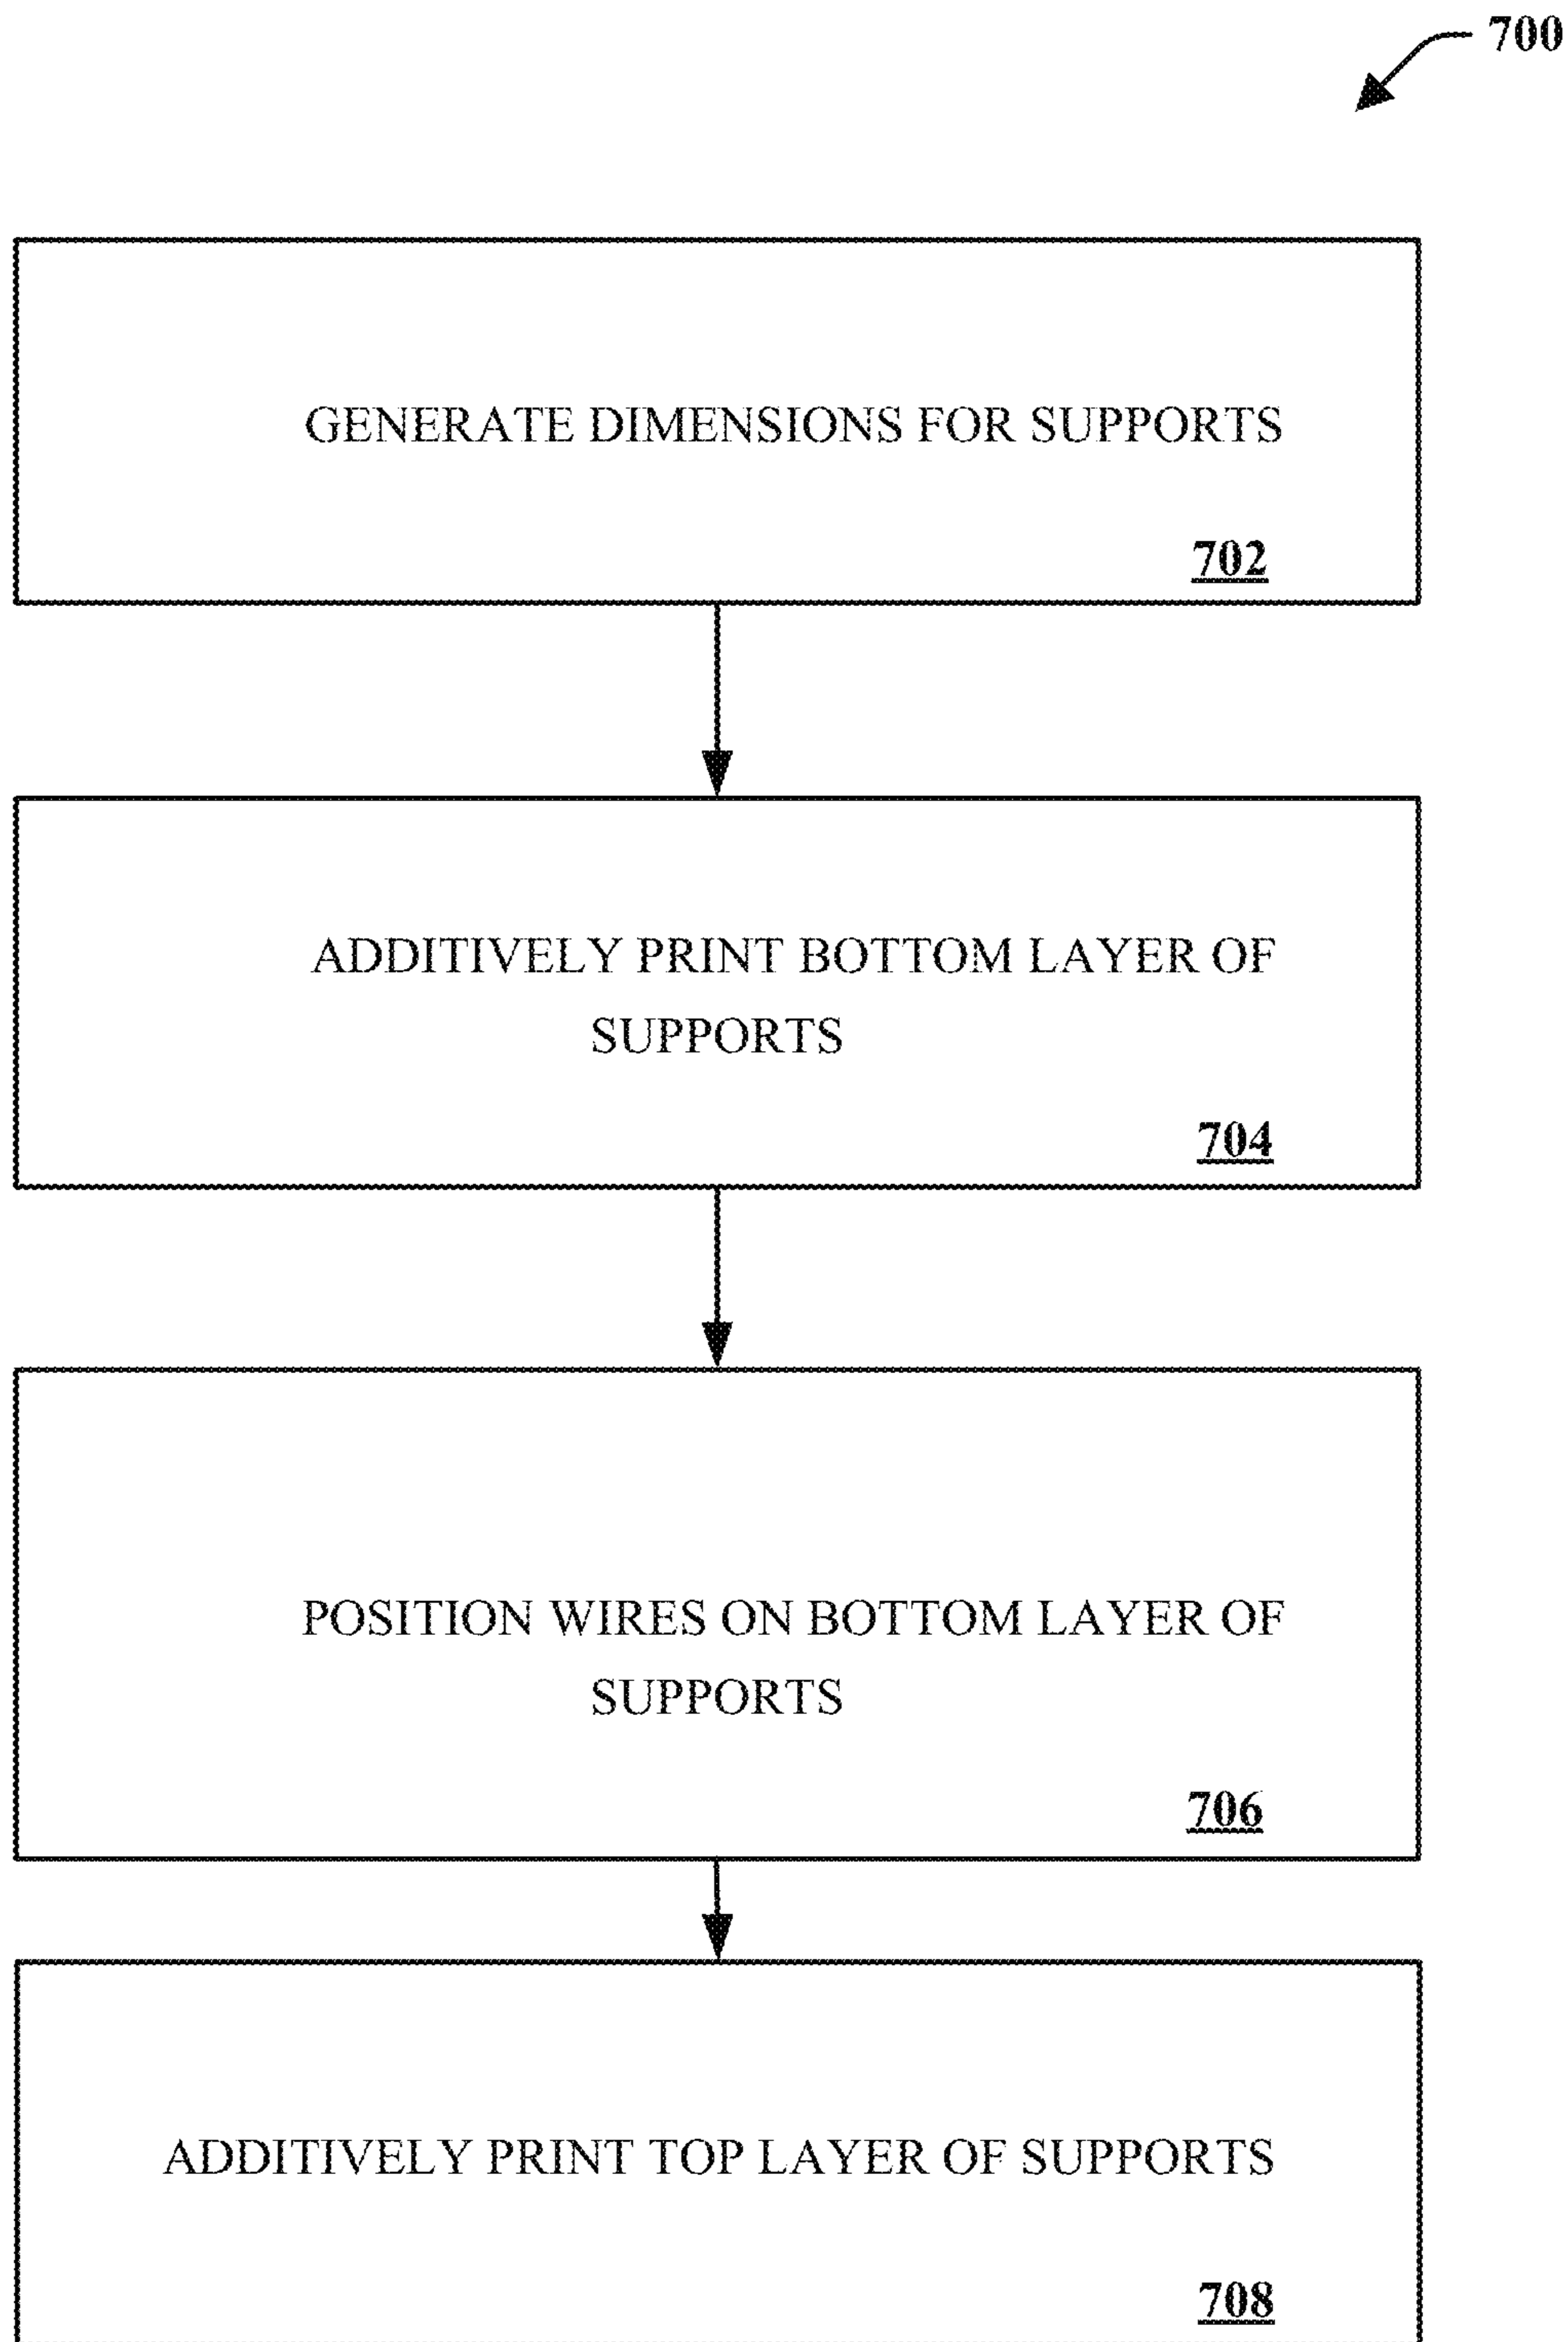 700
GENERATE DIMENSIONS FOR SUPPORTS
702
ADDITIVELY PRINT BOTTOM LAYER OF
SUPPORTS
704
POSITION WIRES ON BOTTOM LAYER OF
SUPPORTS
706
ADDITIVELY PRINT TOP LAYER OF SUPPORTS
708